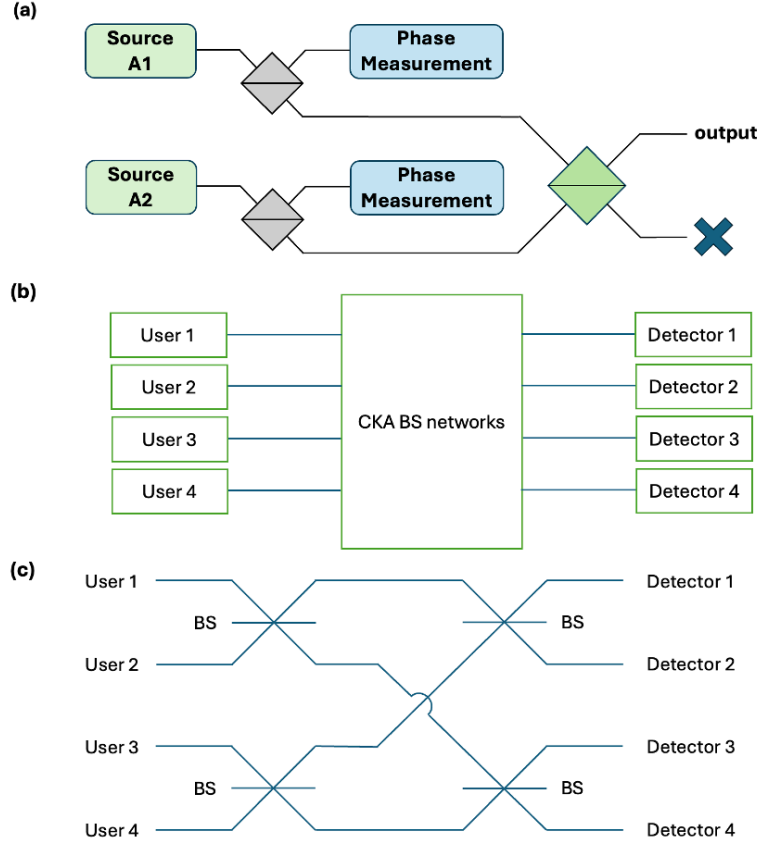 (a)
Source
A1
Phase
Measurement
output
Source
A2
Phase
Measurement
(b)
User 1
Detector 1
User 2
Detector 2
CKA BS networks
User 3
Detector 3
User 4
Detector 4
(c)
User 1
Detector 1
BS
BS
User 2
Detector 2
User 3
Detector 3
BS
BS
User 4
Detector 4